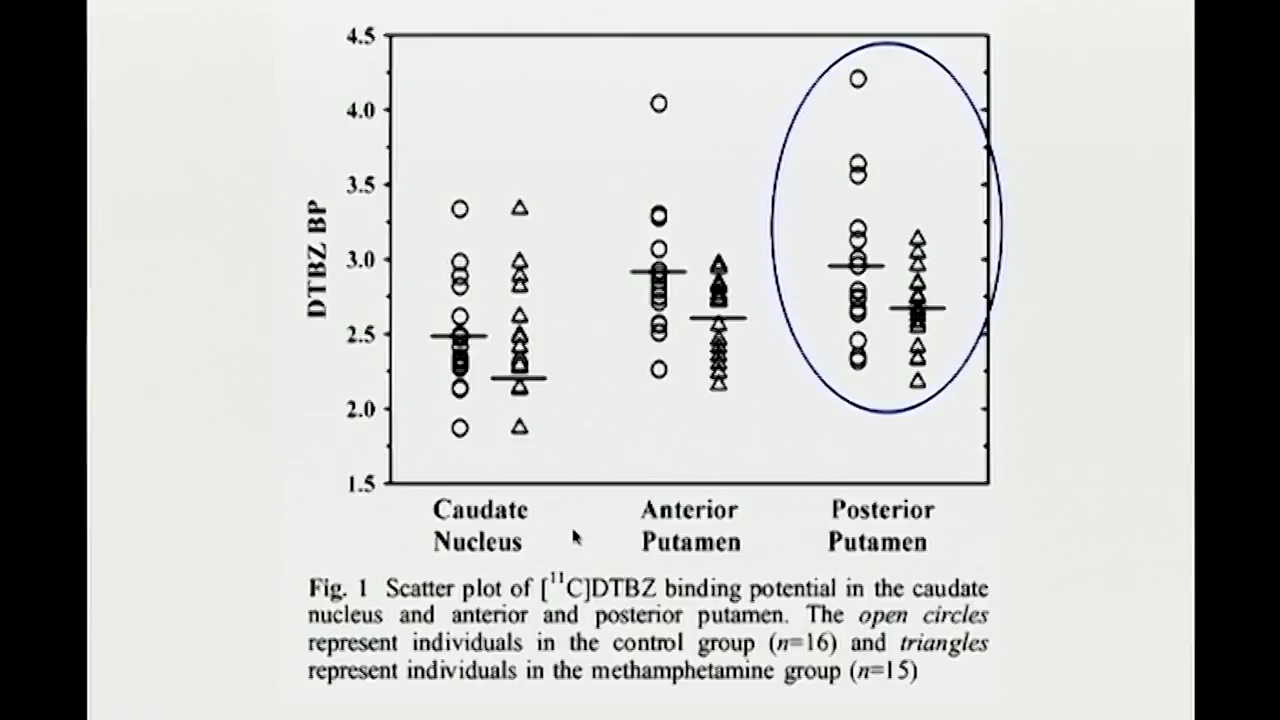 4.5
4.0
3.5
3.0
2.5
2.0
1.5
DTBZ BP
Caudate Nucleus
Anterior Putamen
Posterior Putamen
Fig. 1 Scatter plot of [¹¹C]DTBZ binding potential in the caudate
nucleus and anterior and posterior putamen. The open circles
represent individuals in the control group (n=16) and triangles
represent individuals in the methamphetamine group (n=15)